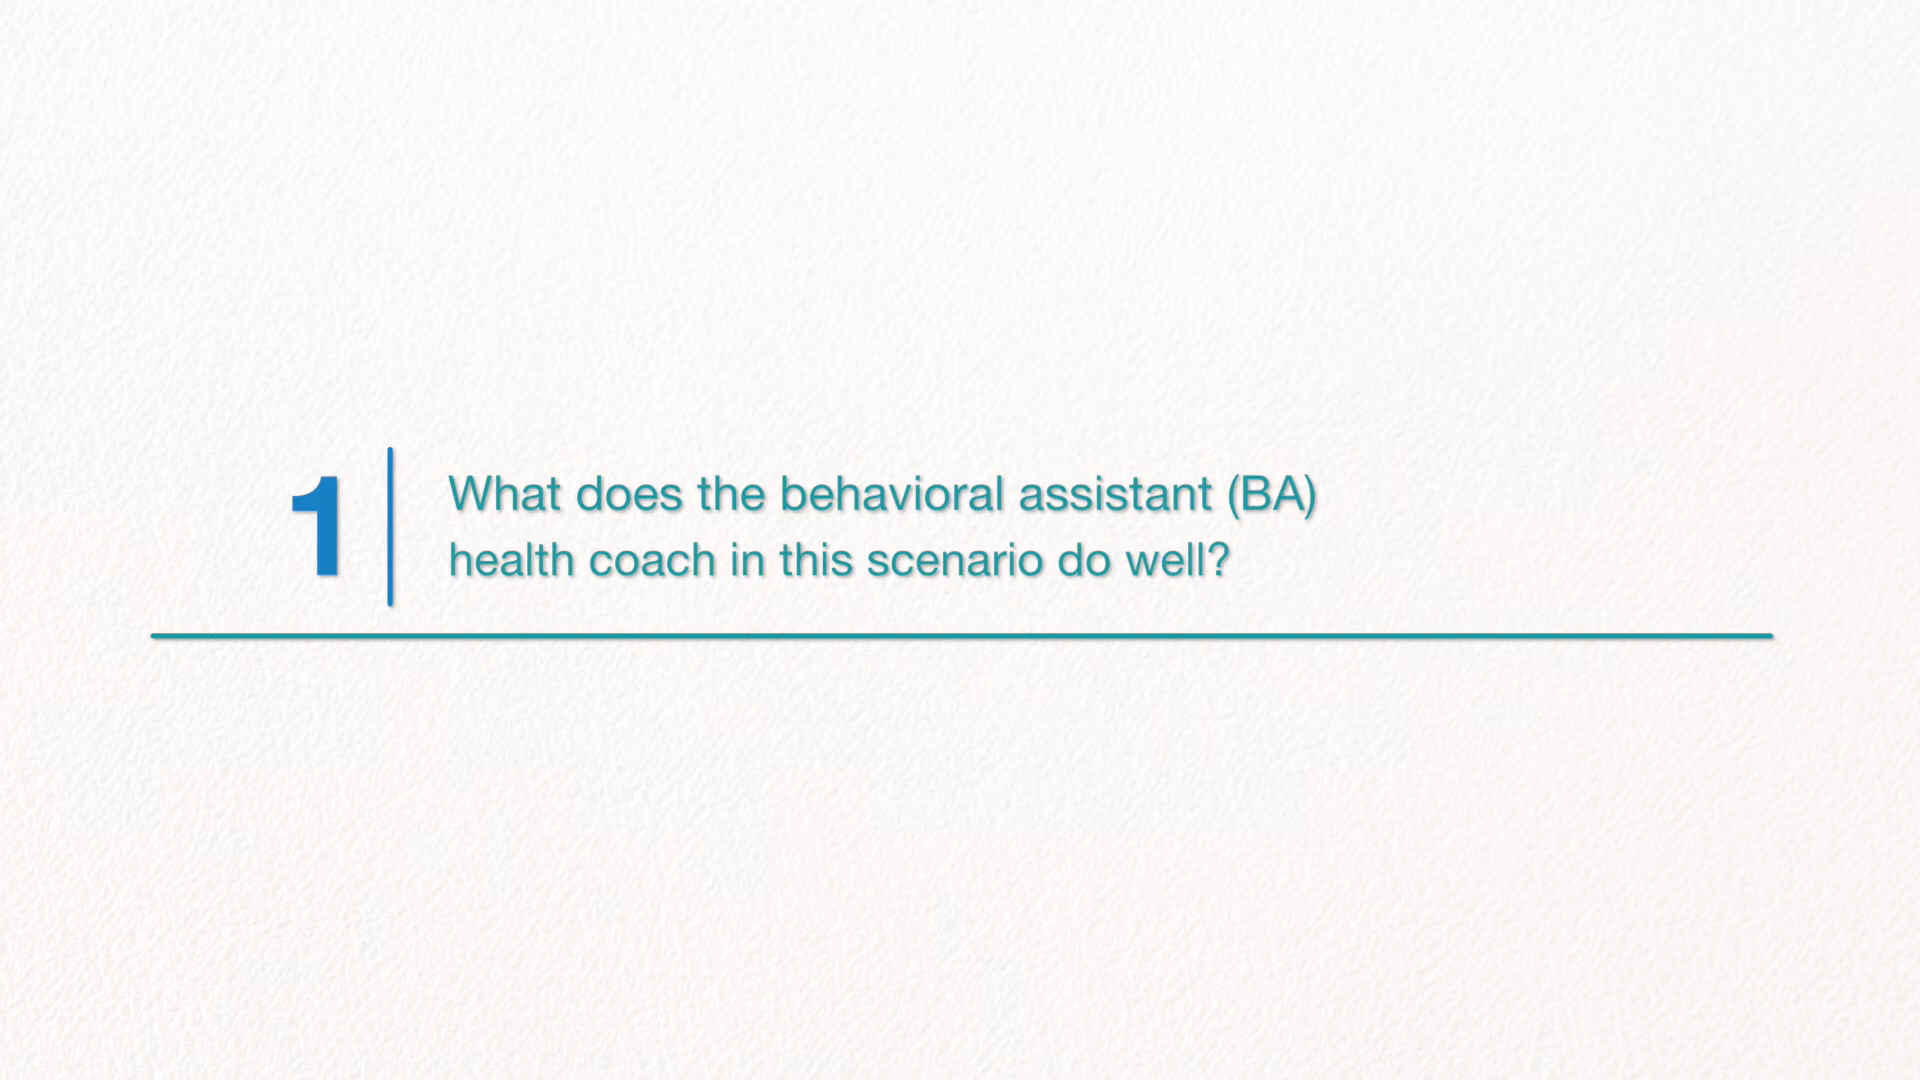 1
What does the behavioral assistant (BA)
health coach in this scenario do well?